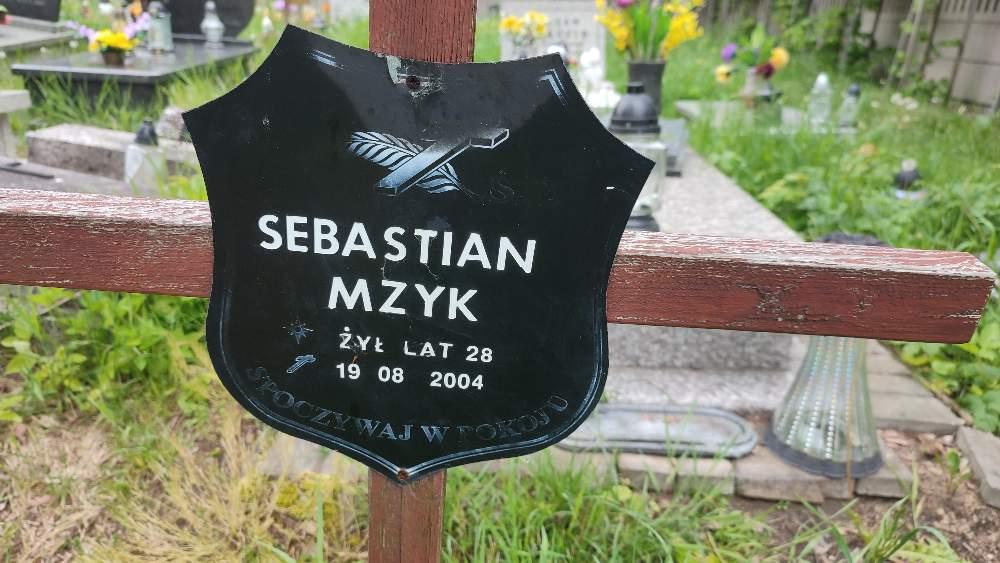 SEBASTIAN
MZYK
ŻYŁ LAT 28
19 08 2004
SPOCZYWAJ W POKOJU